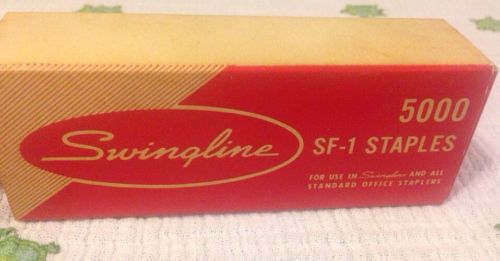 Swingline
5000
SF-1 STAPLES
FOR USE IN Swingline AND ALL
STANDARD OFFICE STAPLERS